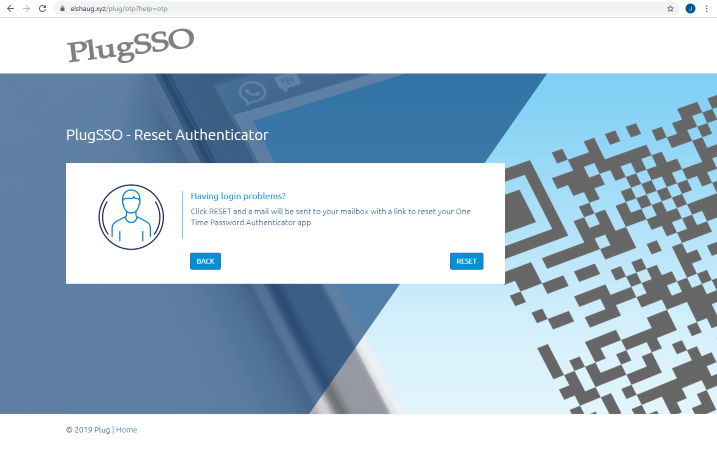 elshaug.xyz/plug/otp?help=otp
J
PlugSSO
PlugSSO - Reset Authenticator
Having login problems?
Click RESET and a mail will be sent to your mailbox with a link to reset your One
Time Password Authenticator app
BACK
RESET
© 2019 Plug | Home